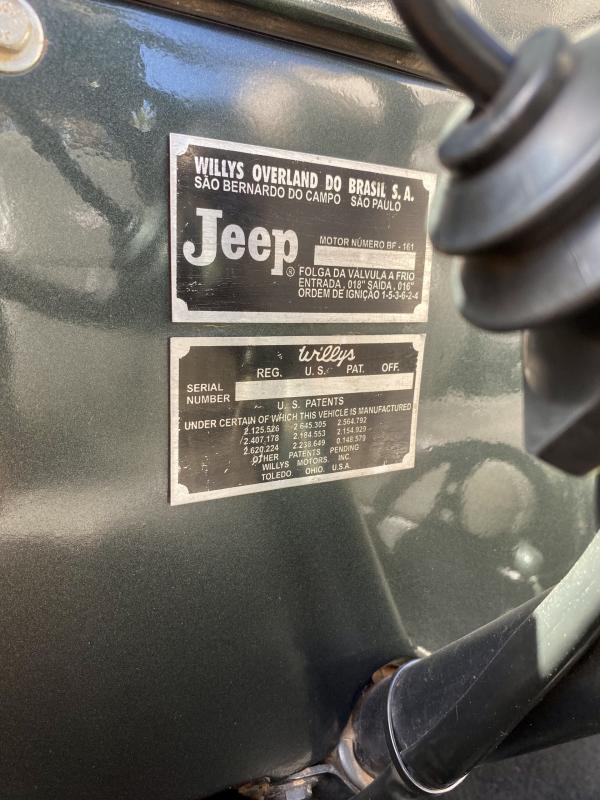 WILLYS OVERLAND DO BRASIL S.A.
SÃO BERNARDO DO CAMPO SÃO PAULO
Jeep
MOTOR NÚMERO BF - 161
® FOLGA DA VÁLVULA A FRIO
ENTRADA , 018" SAÍDA , 016"
ORDEM DE IGNIÇÃO 1-5-3-6-2-4
Willys
REG. U. S. PAT. OFF.
SERIAL
NUMBER
U. S. PATENTS
UNDER CERTAIN OF WHICH THIS VEHICLE IS MANUFACTURED
2.125.526 2.645.305 2.564.792
2.407.178 2.184.553 2.154.929
2.620.224 2.238.649 0.148.579
OTHER PATENTS PENDING
WILLYS MOTORS. INC.
TOLEDO. OHIO. U.S.A.